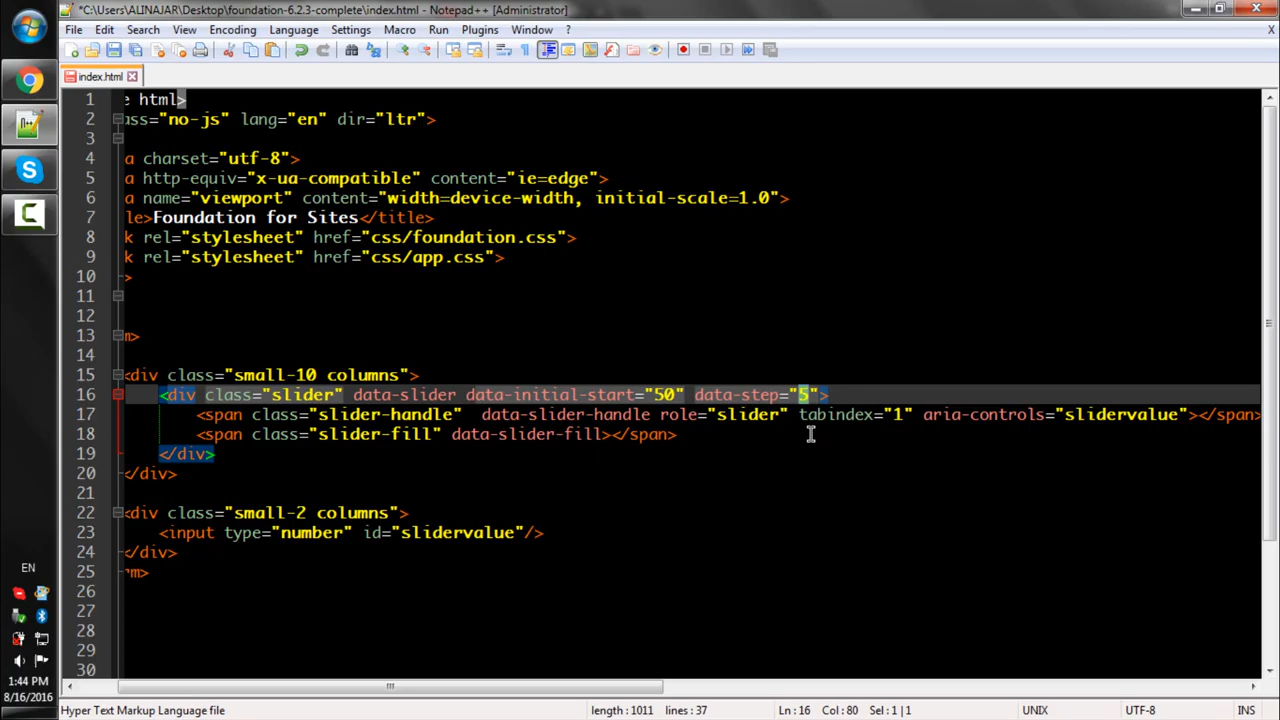 *C:\Users\ALINAJAR\Desktop\foundation-6.2.3-complete\index.html - Notepad++ [Administrator]
File Edit Search View Encoding Language Settings Macro Run Plugins Window ? X
index.html
1 e html>
2 ass="no-js" lang="en" dir="ltr">
3
4 a charset="utf-8">
5 a http-equiv="x-ua-compatible" content="ie=edge">
6 a name="viewport" content="width=device-width, initial-scale=1.0">
7 le>Foundation for Sites</title>
8 k rel="stylesheet" href="css/foundation.css">
9 k rel="stylesheet" href="css/app.css">
10 >
11
12
13 m>
14
15 <div class="small-10 columns">
16 <div class="slider" data-slider data-initial-start="50" data-step="5">
17 <span class="slider-handle"  data-slider-handle role="slider" tabindex="1" aria-controls="slidervalue"></span>
18 <span class="slider-fill" data-slider-fill></span>
19 </div>
20 </div>
21
22 <div class="small-2 columns">
23 <input type="number" id="slidervalue"/>
24 </div>
25 rm>
26
27
28
29
30
EN
1:44 PM
8/16/2016
Hyper Text Markup Language file length : 1011 lines : 37 Ln : 16 Col : 80 Sel : 1 | 1 UNIX UTF-8 INS